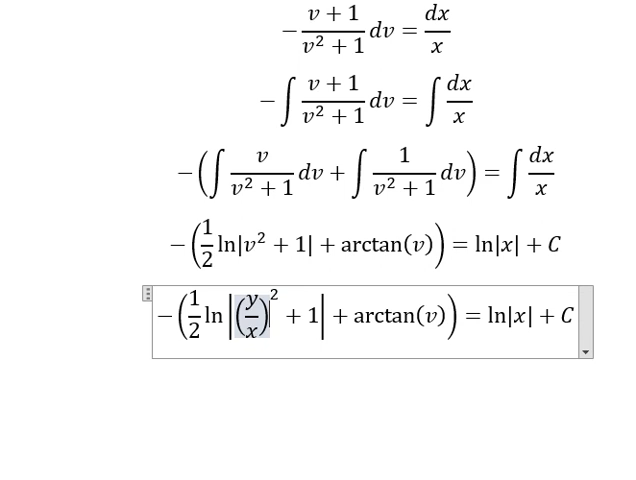 −(v + 1)/(v² + 1) dv = dx/x
−∫ (v + 1)/(v² + 1) dv = ∫ dx/x
−(∫ v/(v² + 1) dv + ∫ 1/(v² + 1) dv) = ∫ dx/x
−(1/2 ln|v² + 1| + arctan(v)) = ln|x| + C
−(1/2 ln|(y/x)² + 1| + arctan(v)) = ln|x| + C